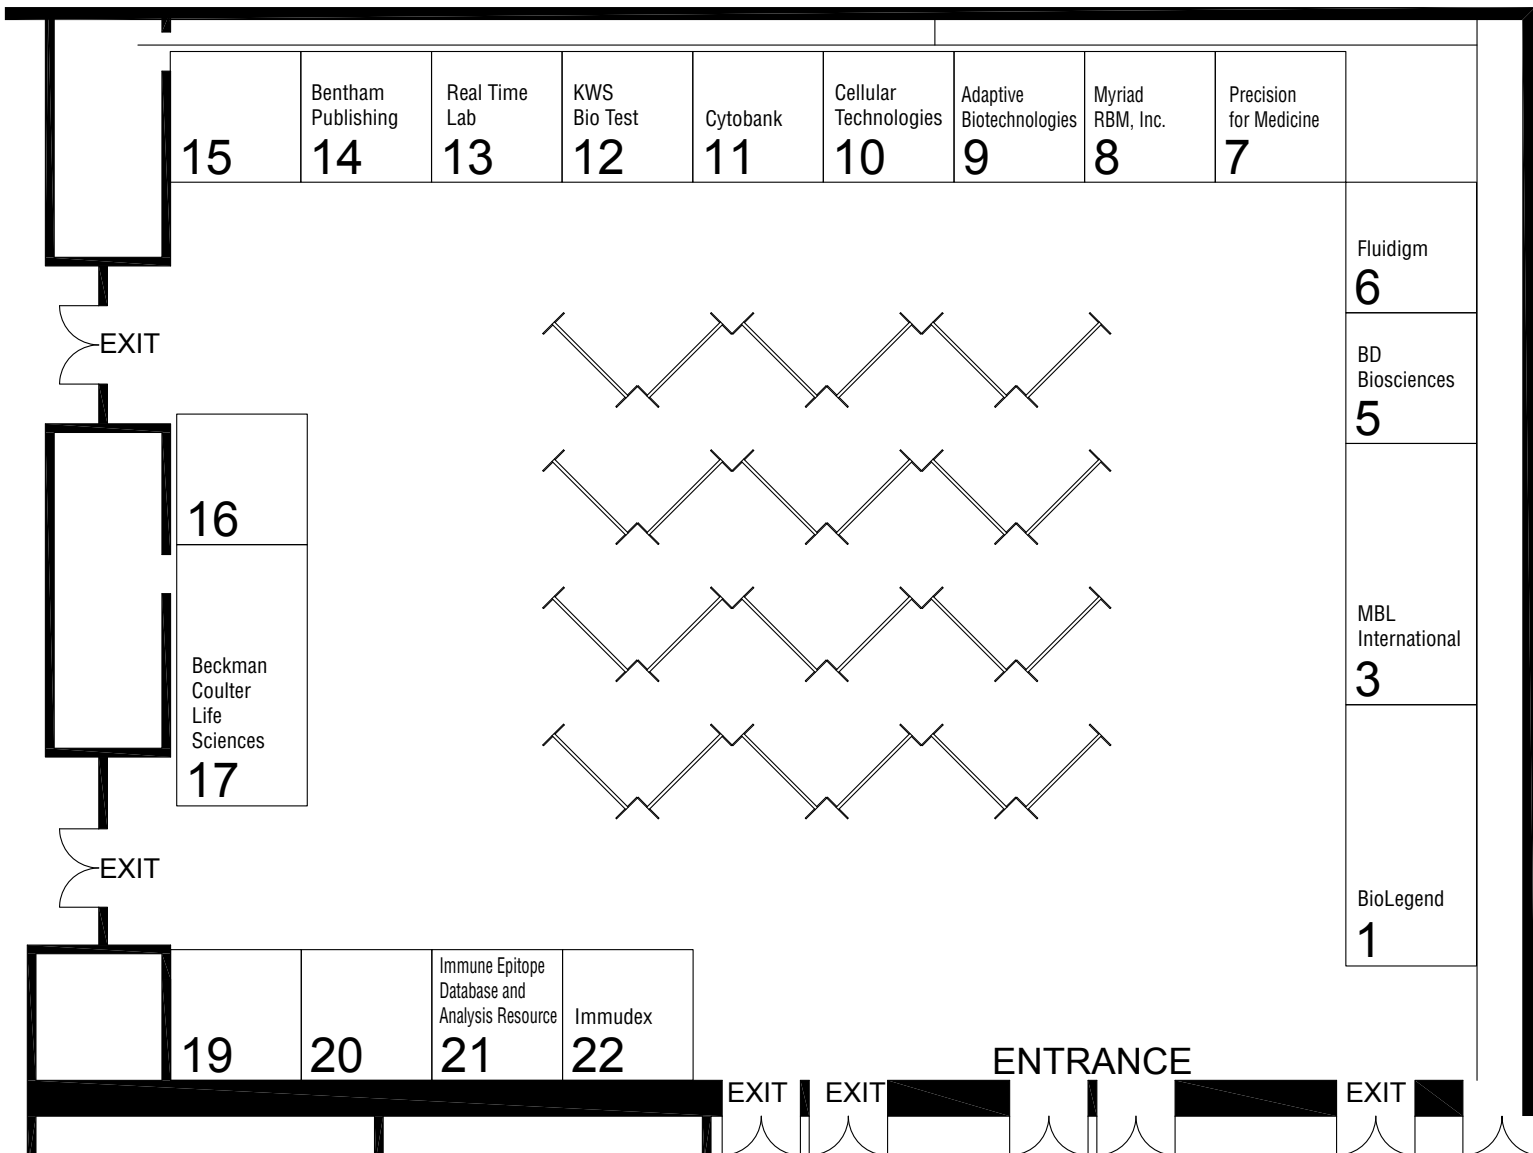 15
Bentham
Publishing
14
Real Time
Lab
13
KWS
Bio Test
12
Cytobank
11
Cellular
Technologies
10
Adaptive
Biotechnologies
9
Myriad
RBM, Inc.
8
Precision
for Medicine
7
Fluidigm
6
EXIT
BD
Biosciences
5
16
MBL
International
3
Beckman
Coulter
Life
Sciences
17
EXIT
BioLegend
1
19
20
Immune Epitope
Database and
Analysis Resource
21
Immudex
22
ENTRANCE
EXIT
EXIT
EXIT